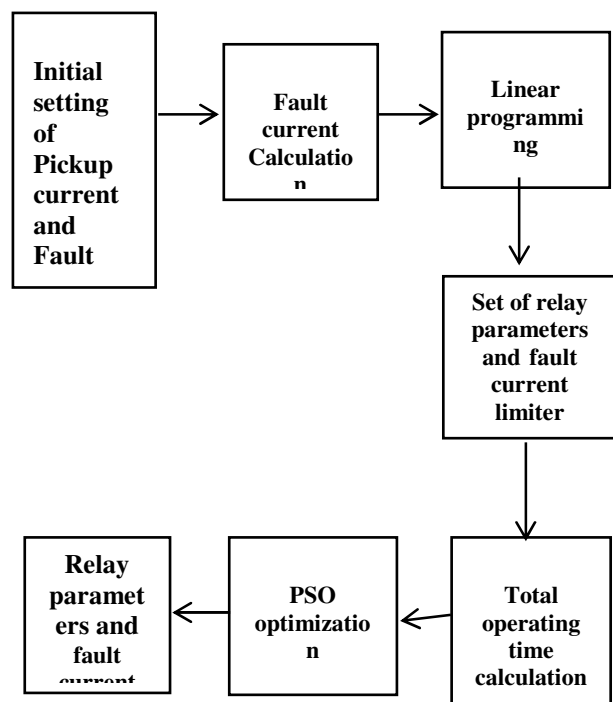 Initial
setting
of
Pickup
current
and
Fault
Fault
current
Calculatio
n
Linear
programmi
ng
Set of relay
parameters
and fault
current
limiter
Total
operating
time
calculation
PSO
optimizatio
n
Relay
paramet
ers and
fault
current